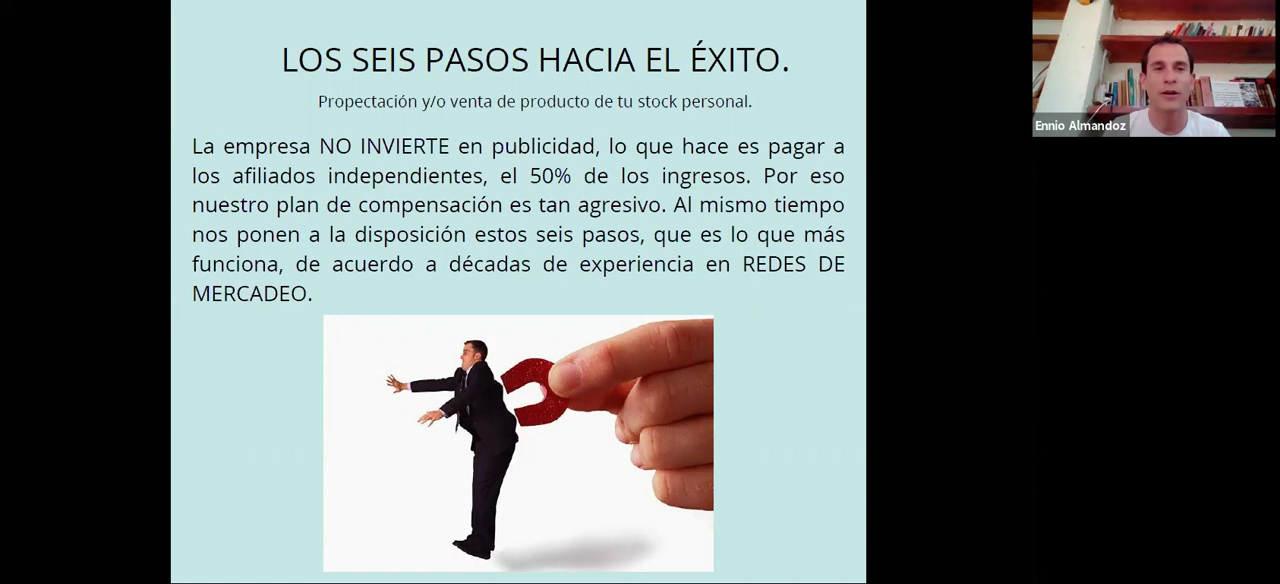 LOS SEIS PASOS HACIA EL ÉXITO.
Propectación y/o venta de producto de tu stock personal.
La empresa NO INVIERTE en publicidad, lo que hace es pagar a
los afiliados independientes, el 50% de los ingresos. Por eso
nuestro plan de compensación es tan agresivo. Al mismo tiempo
nos ponen a la disposición estos seis pasos, que es lo que más
funciona, de acuerdo a décadas de experiencia en REDES DE
MERCADEO.
Ennio Almandoz